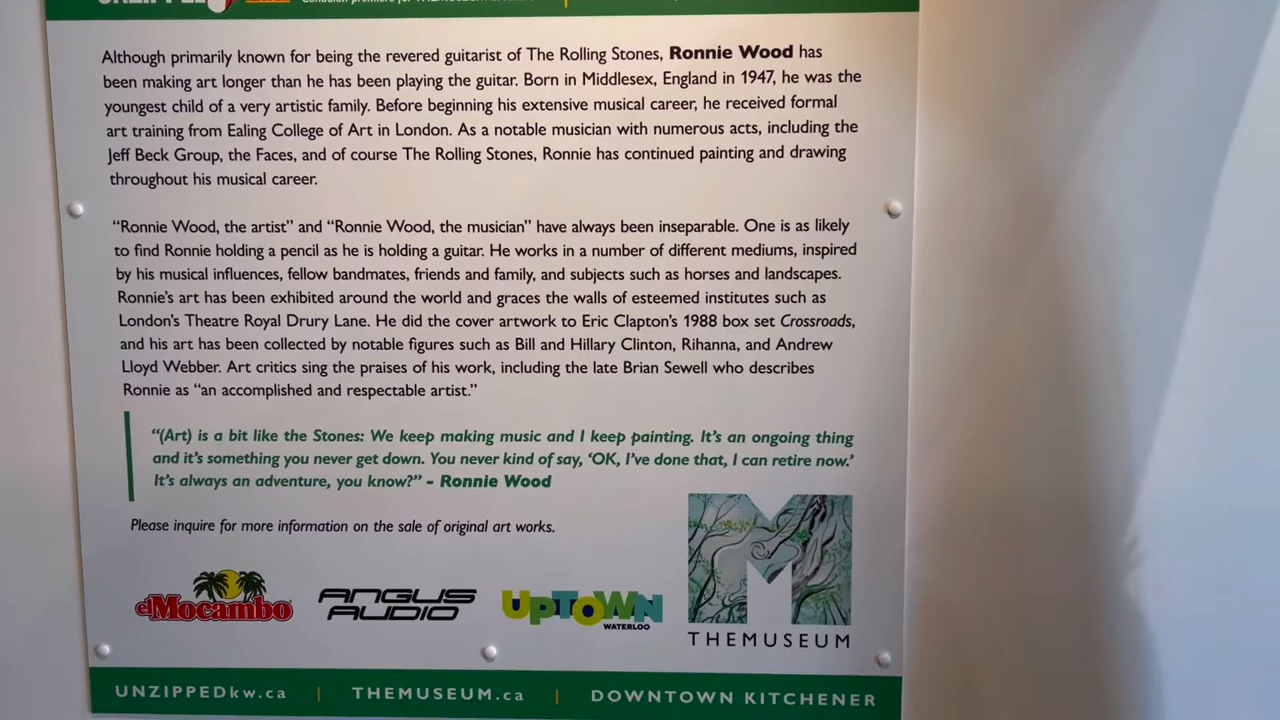 Although primarily known for being the revered guitarist of The Rolling Stones, Ronnie Wood has
been making art longer than he has been playing the guitar. Born in Middlesex, England in 1947, he was the
youngest child of a very artistic family. Before beginning his extensive musical career, he received formal
art training from Ealing College of Art in London. As a notable musician with numerous acts, including the
Jeff Beck Group, the Faces, and of course The Rolling Stones, Ronnie has continued painting and drawing
throughout his musical career.
“Ronnie Wood, the artist” and “Ronnie Wood, the musician” have always been inseparable. One is as likely
to find Ronnie holding a pencil as he is holding a guitar. He works in a number of different mediums, inspired
by his musical influences, fellow bandmates, friends and family, and subjects such as horses and landscapes.
Ronnie’s art has been exhibited around the world and graces the walls of esteemed institutes such as
London’s Theatre Royal Drury Lane. He did the cover artwork to Eric Clapton’s 1988 box set Crossroads,
and his art has been collected by notable figures such as Bill and Hillary Clinton, Rihanna, and Andrew
Lloyd Webber. Art critics sing the praises of his work, including the late Brian Sewell who describes
Ronnie as “an accomplished and respectable artist.”
“(Art) is a bit like the Stones: We keep making music and I keep painting. It’s an ongoing thing
and it’s something you never get down. You never kind of say, ‘OK, I’ve done that, I can retire now.’
It’s always an adventure, you know?” - Ronnie Wood
Please inquire for more information on the sale of original art works.
elMocambo
ANGUS
AUDIO
UPTOWN
WATERLOO
M
THEMUSEUM
UNZIPPEDkw.ca | THEMUSEUM.ca | DOWNTOWN KITCHENER